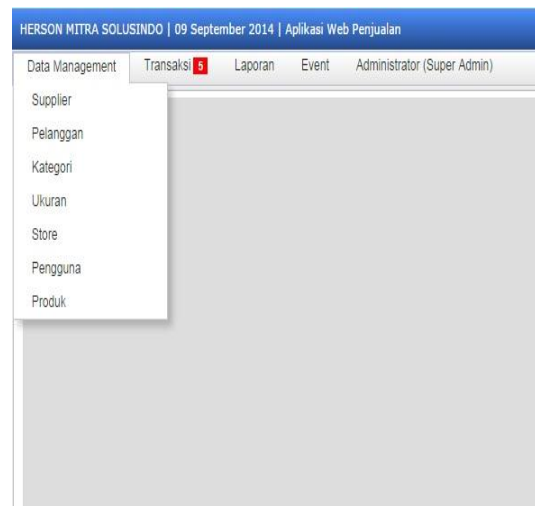 HERSON MITRA SOLUSINDO | 09 September 2014 | Aplikasi Web Penjualan
Data Management Transaksi 5 Laporan Event Administrator (Super Admin)
Supplier
Pelanggan
Kategori
Ukuran
Store
Pengguna
Produk